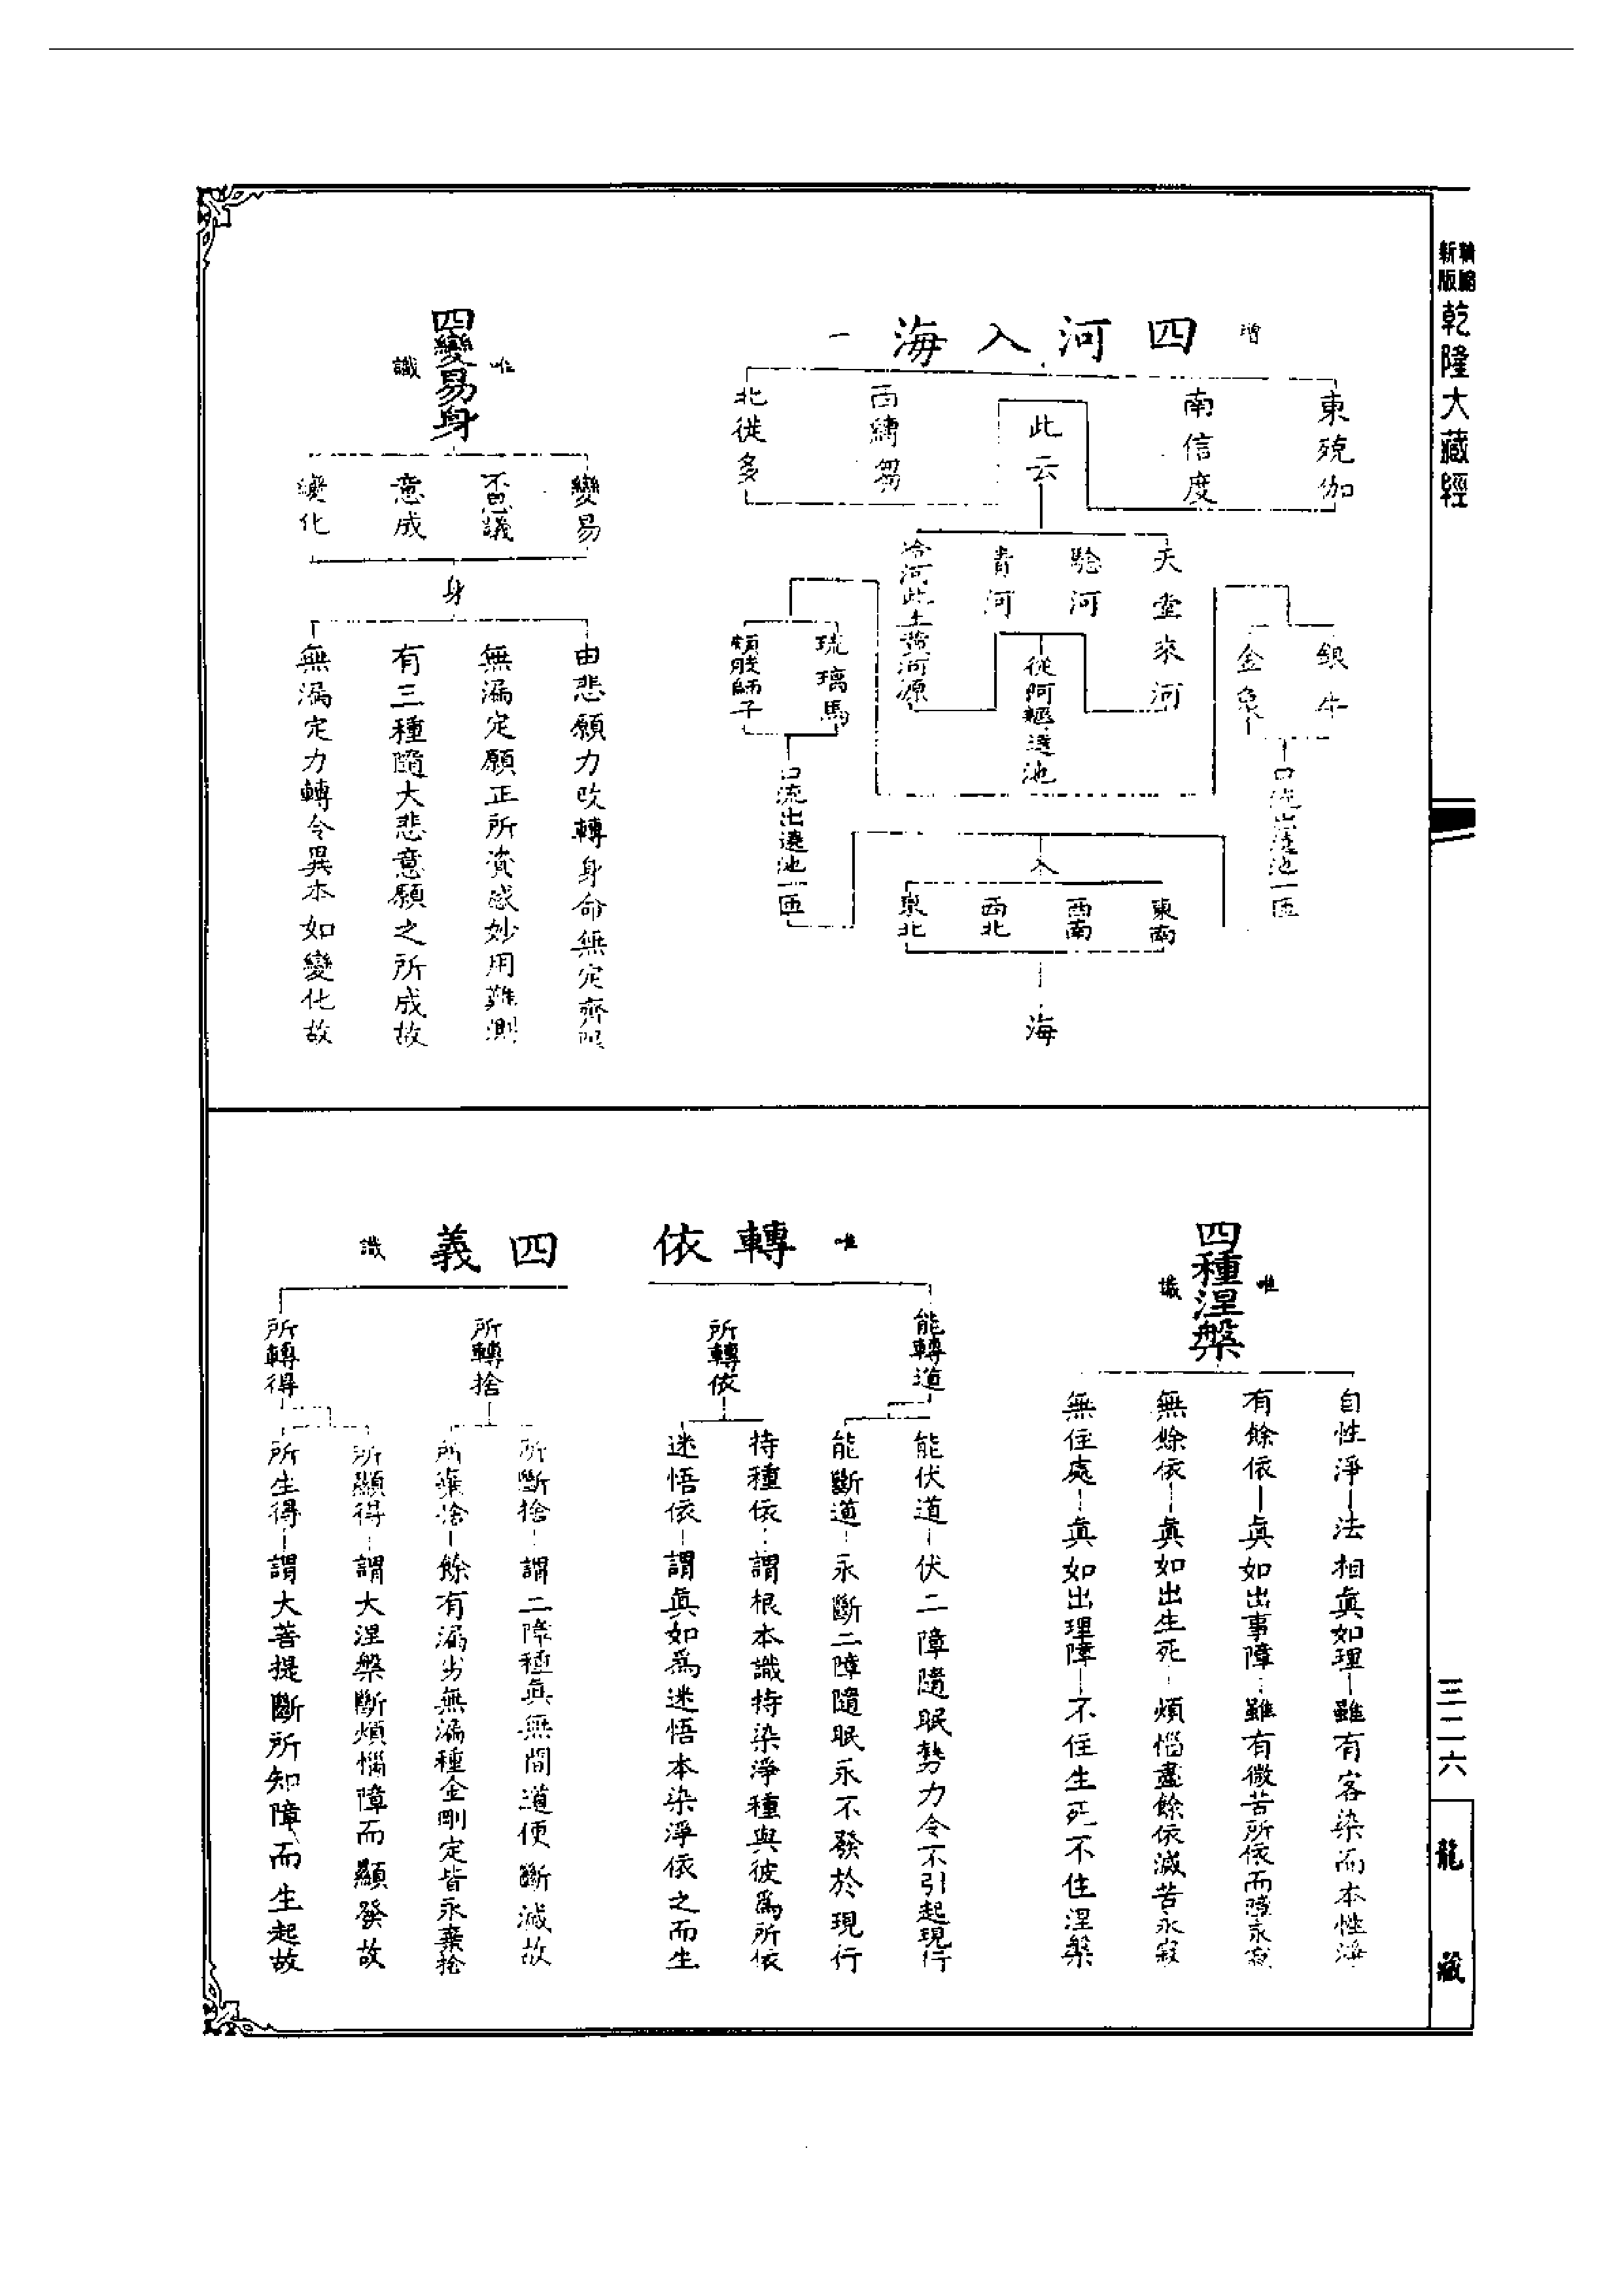 新版
乾隆大藏經
三二六
龍藏
增一
四河入海
東殑伽
南信度
西縛芻
北徙多
此云
天堂來河
驗河
青河
冷河此土黃河源
從阿耨達池
銀牛
金象
琉璃馬
頗胝師子
口流出遶池一匝
口流出遶池一匝
入
東南
西南
西北
東北
海
唯識
四變易身
變易
不思議
意成
變化
身
由悲願力改轉身命無定齊限
無漏定願正所資感妙用難測
有三種隨大悲意願之所成故
無漏定力轉令異本如變化故
唯識
四種涅槃
自性淨 法相眞如理 雖有客染而本性淨
有餘依 眞如出事障 雖有微苦所依而障永寂
無餘依 眞如出生死 煩惱盡餘依滅苦永寂
無住處 眞如出理障 不住生死不住涅槃
唯識
轉依四義
能轉道
能伏道 伏二障隨眠勢力令不引起現行
能斷道 永斷二障隨眠永不發於現行
所轉依
持種依 謂根本識持染淨種與彼爲所依
迷悟依 謂眞如爲迷悟本染淨依之而生
所轉捨
所斷捨 謂二障種眞無間道便斷滅故
所棄捨 餘有漏劣無漏種金剛定皆永棄捨
所轉得
所顯得 謂大涅槃斷煩惱障而顯發故
所生得 謂大菩提斷所知障而生起故